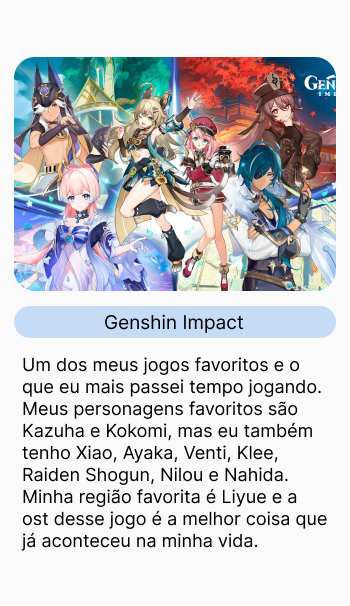 GEN
IM
Genshin Impact
Um dos meus jogos favoritos e o
que eu mais passei tempo jogando.
Meus personagens favoritos são
Kazuha e Kokomi, mas eu também
tenho Xiao, Ayaka, Venti, Klee,
Raiden Shogun, Nilou e Nahida.
Minha região favorita é Liyue e a
ost desse jogo é a melhor coisa que
já aconteceu na minha vida.